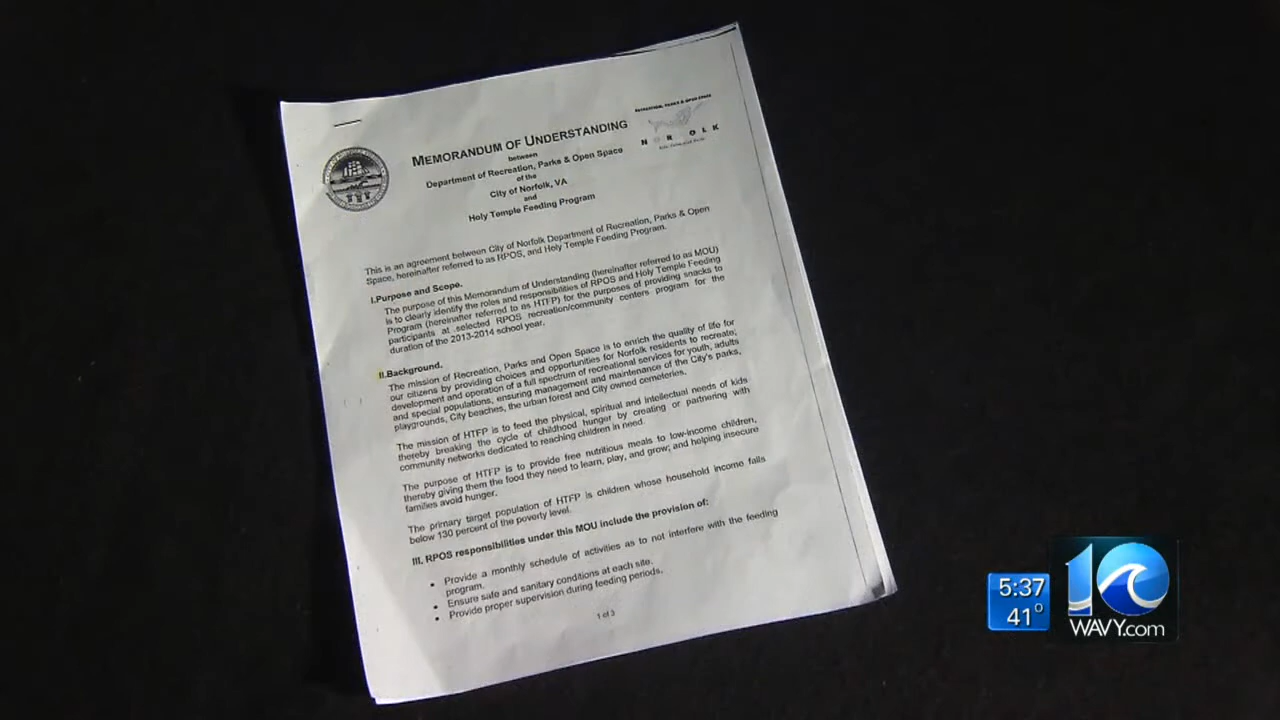 RECREATION, PARKS & OPEN SPACE
NOR OLK
MEMORANDUM OF UNDERSTANDING
between
Department of Recreation, Parks & Open Space
of the
City of Norfolk, VA
and
Holy Temple Feeding Program
This is an agreement between City of Norfolk Department of Recreation, Parks & Open
Space, hereinafter referred to as RPOS, and Holy Temple Feeding Program.
I.Purpose and Scope.
The purpose of this Memorandum of Understanding (hereinafter referred to as MOU)
is to clearly identify the roles and responsibilities of RPOS and Holy Temple Feeding
Program (hereinafter referred to as HTFP) for the purposes of providing snacks to
participants at selected RPOS recreation/community centers program for the
duration of the 2013-2014 school year.
II.Background.
The mission of Recreation, Parks and Open Space is to enrich the quality of life for
our citizens by providing choices and opportunities for Norfolk residents to recreate;
development and operation of a full spectrum of recreational services for youth, adults
and special populations, ensuring management and maintenance of the City's parks,
playgrounds, City beaches, the urban forest and City owned cemeteries.
The mission of HTFP is to feed the physical, spiritual and intellectual needs of kids
thereby breaking the cycle of childhood hunger by creating or partnering with
community networks dedicated to reaching children in need.
The purpose of HTFP is to provide free nutritious meals to low-income children,
thereby giving them the food they need to learn, play, and grow; and helping insecure
families avoid hunger.
The primary target population of HTFP is children whose household income falls
below 130 percent of the poverty level.
III. RPOS responsibilities under this MOU include the provision of:
• Provide a monthly schedule of activities as to not interfere with the feeding
program.
• Ensure safe and sanitary conditions at each site.
• Provide proper supervision during feeding periods.
1 of 3
5:37
41°
10
WAVY.com